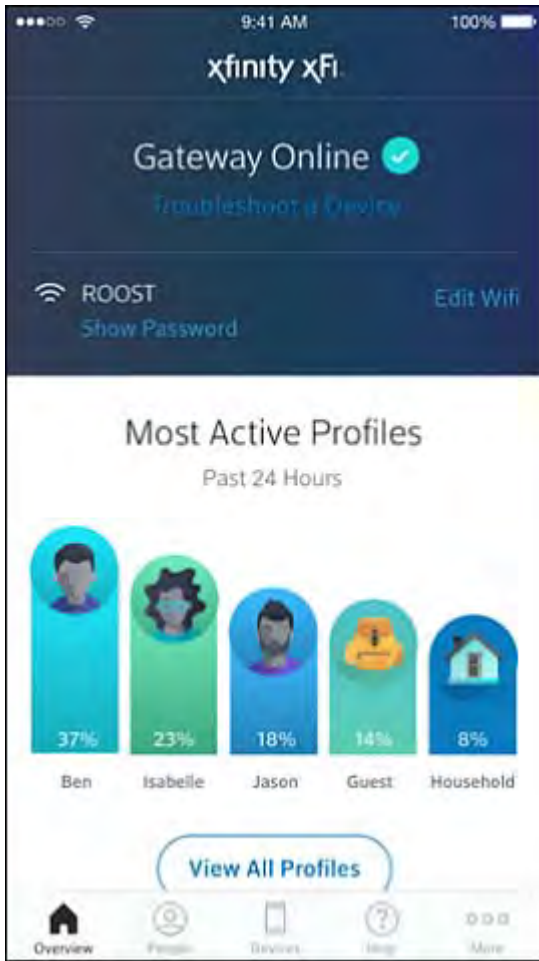 9:41 AM 100%
xfinity xFi
Gateway Online
Troubleshoot a Device
ROOST Edit Wifi
Show Password
Most Active Profiles
Past 24 Hours
37% 23% 18% 14% 8%
Ben Isabelle Jason Guest Household
View All Profiles
Overview People Devices Help More